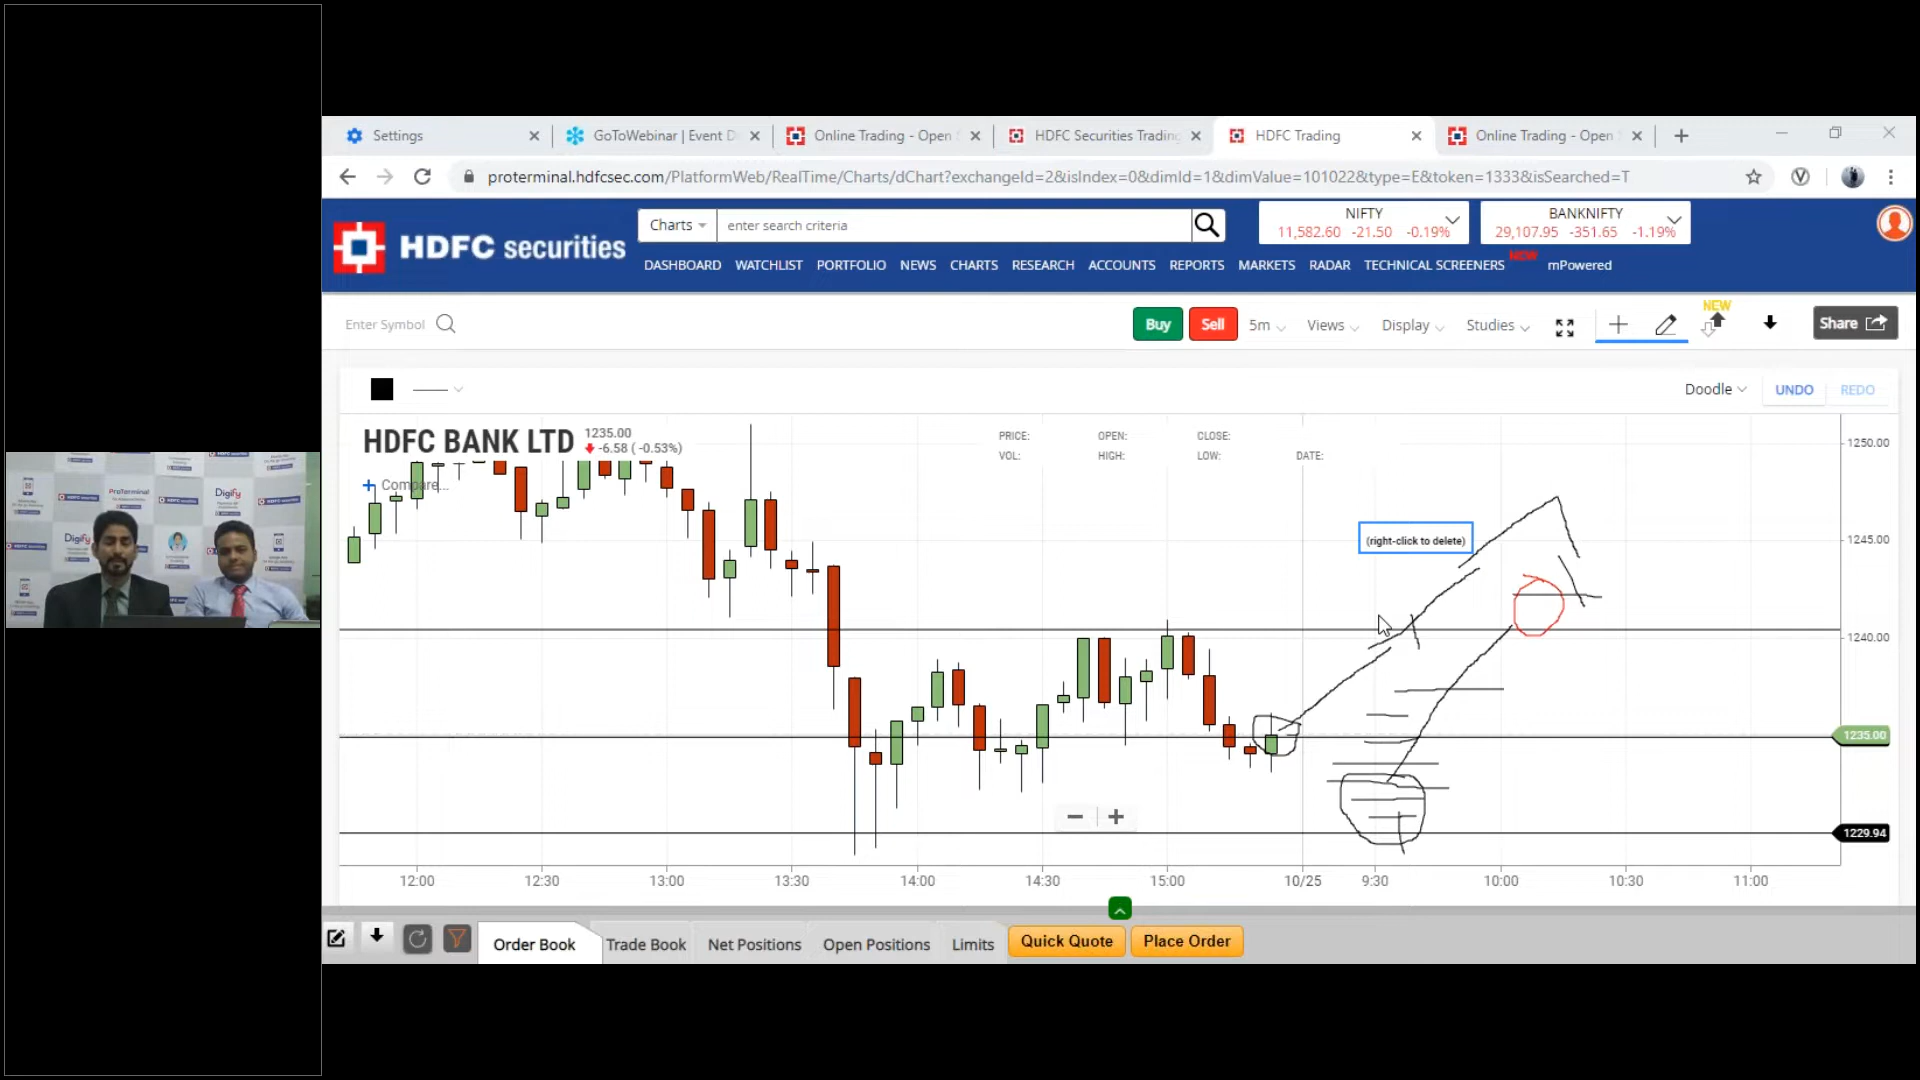 Settings
GoToWebinar | Event D
Online Trading - Open
HDFC Securities Trading
HDFC Trading
Online Trading - Open
proterminal.hdfcsec.com/PlatformWeb/RealTime/Charts/dChart?exchangeId=2&isIndex=0&dimId=1&dimValue=101022&type=E&token=1333&isSearched=T
HDFC securities
Charts
enter search criteria
NIFTY
11,582.60 -21.50 -0.19%
BANKNIFTY
29,107.95 -351.65 -1.19%
DASHBOARD WATCHLIST PORTFOLIO NEWS CHARTS RESEARCH ACCOUNTS REPORTS MARKETS RADAR TECHNICAL SCREENERS NEW mPowered
Enter Symbol
Buy Sell 5m Views Display Studies NEW Share
Doodle UNDO REDO
HDFC BANK LTD
1235.00
-6.58 ( -0.53%)
+ Compare...
PRICE: OPEN: CLOSE:
VOL: HIGH: LOW: DATE:
(right-click to delete)
1250.00
1245.00
1240.00
1235.00
1229.94
12:00 12:30 13:00 13:30 14:00 14:30 15:00 10/25 9:30 10:00 10:30 11:00
Order Book Trade Book Net Positions Open Positions Limits Quick Quote Place Order
ProTerminal
Digify
Digify